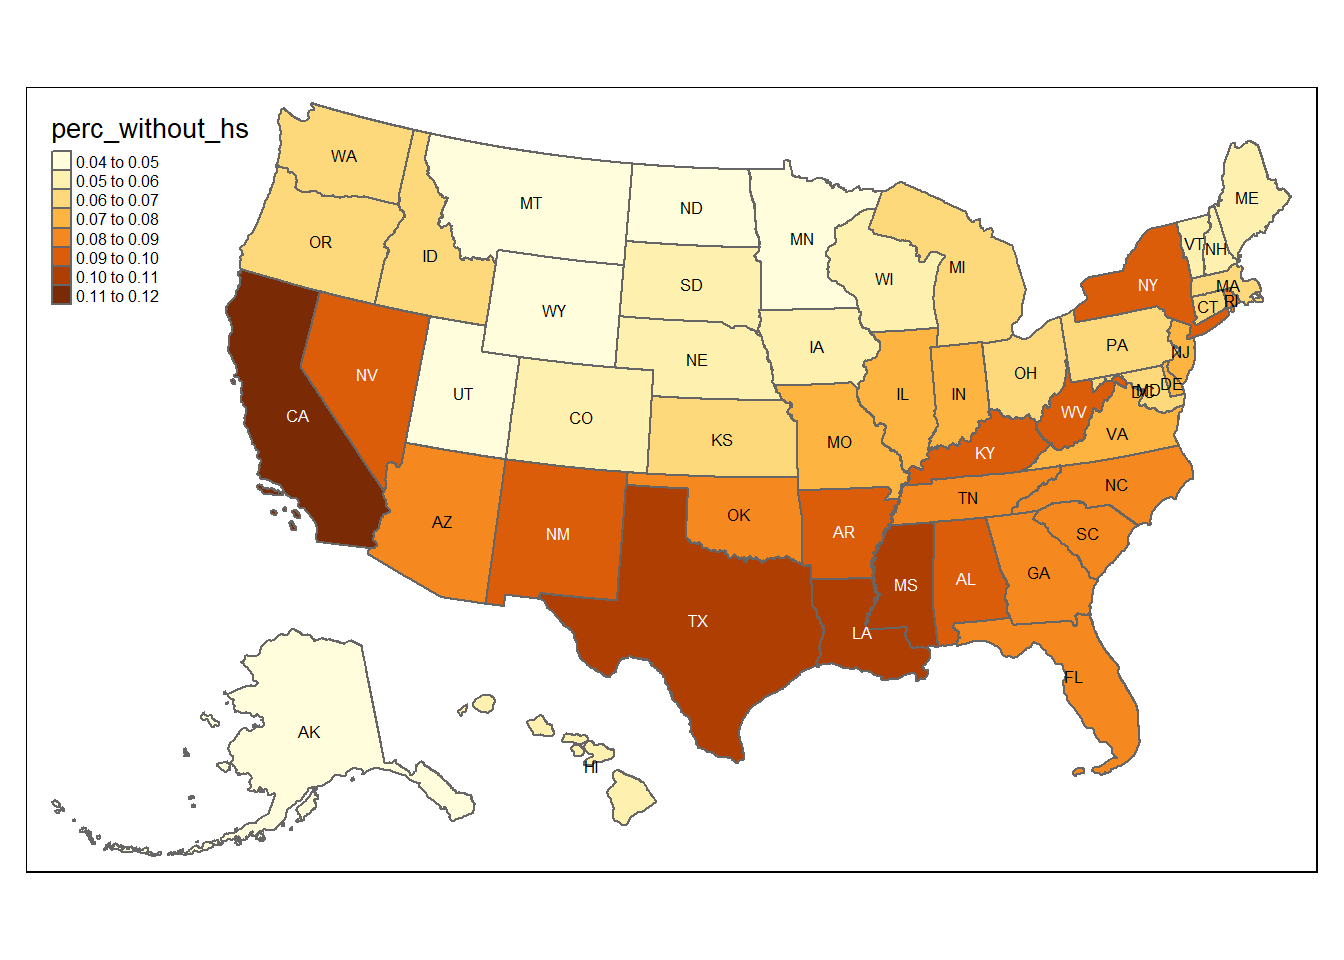 perc_without_hs
0.04 to 0.05
0.05 to 0.06
0.06 to 0.07
0.07 to 0.08
0.08 to 0.09
0.09 to 0.10
0.10 to 0.11
0.11 to 0.12
WA
MT
ND
MN
ME
OR
ID
SD
WI
MI
VT
NH
NY
MA
RI
CT
WY
NE
IA
PA
NJ
NV
UT
CO
KS
IL
IN
OH
DE
MD
DC
CA
MO
WV
VA
KY
AZ
NM
OK
AR
TN
NC
SC
TX
LA
MS
AL
GA
FL
AK
HI